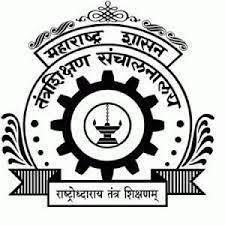 महाराष्ट्र शासन
तंत्रशिक्षण संचालनालय
राष्ट्रोध्दाराय तंत्र शिक्षणम्